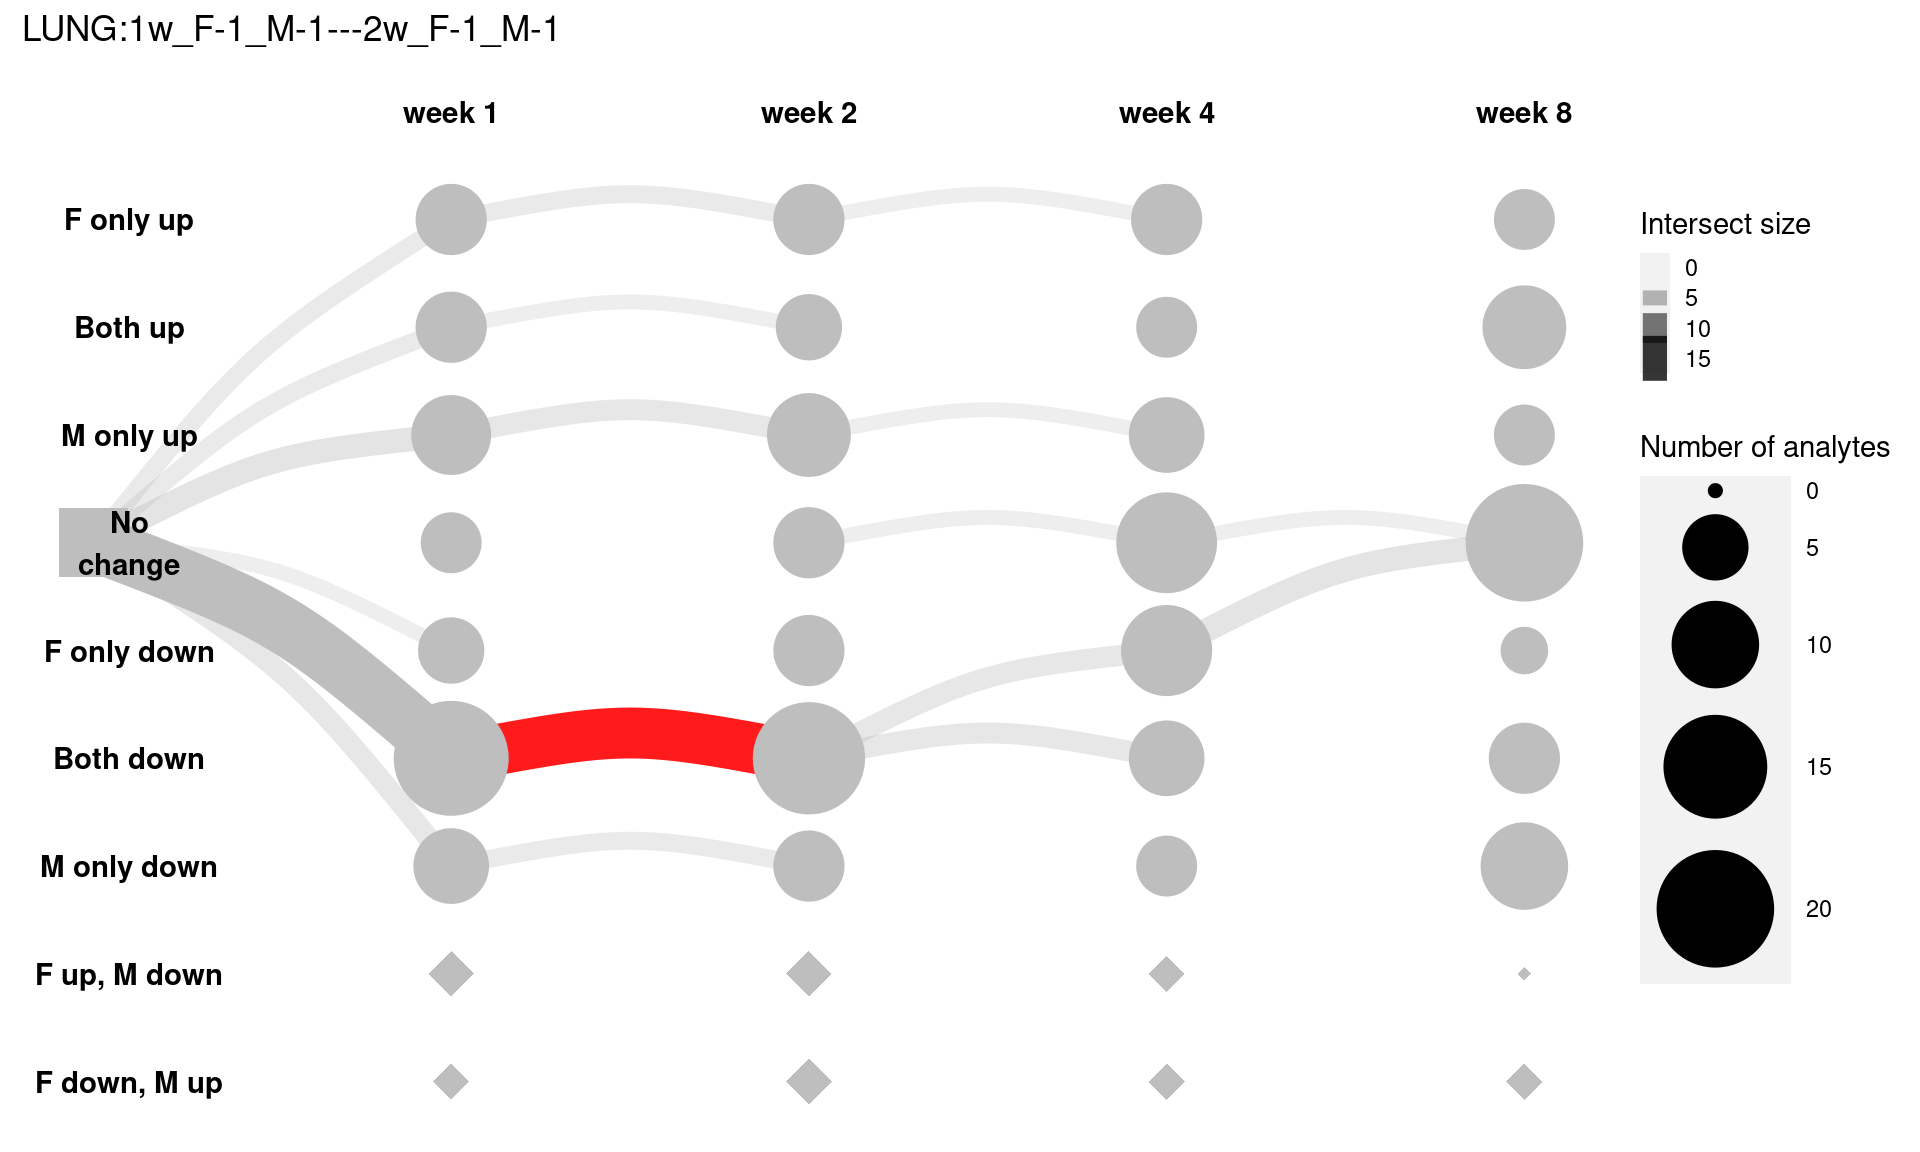 LUNG:1w_F-1_M-1---2w_F-1_M-1
week 1 week 2 week 4 week 8
F only up
Both up
M only up
No
change
F only down
Both down
M only down
F up, M down
F down, M up
Intersect size
0
5
10
15
Number of analytes
0
5
10
15
20